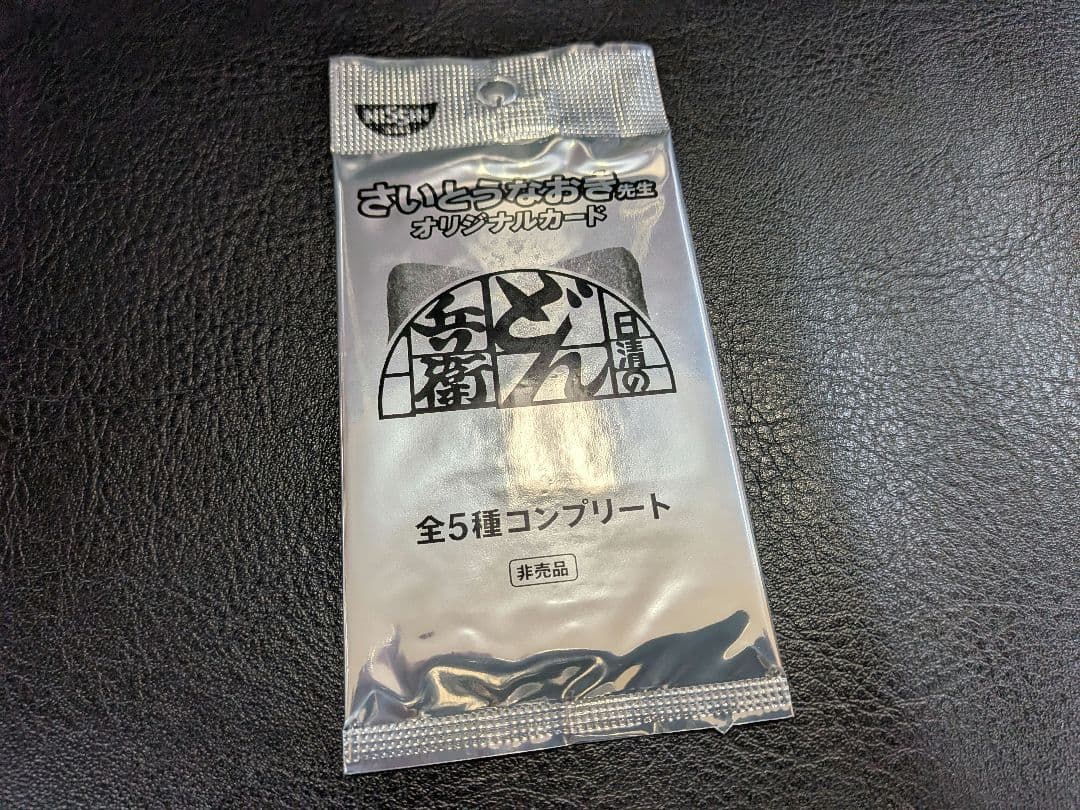 NISSIN
さいとうなおき先生
オリジナルカード
日清の
どん
兵衛
全5種コンプリート
非売品